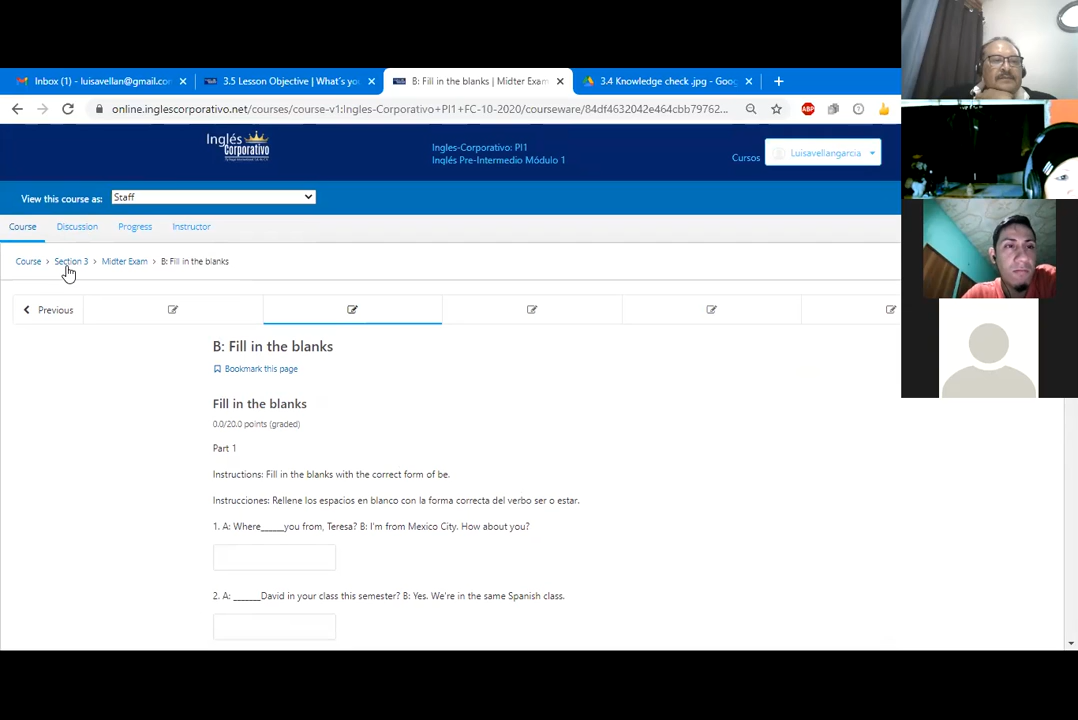 Inbox (1) - luisavellan@gmail.con
3.5 Lesson Objective | What's yo
B: Fill in the blanks | Midter Exam
3.4 Knowledge check .jpg - Goog
online.inglescorporativo.net/courses/course-v1:Ingles-Corporativo+PI1+FC-10-2020/courseware/84df4632042e464cbb79762...
ABP
Inglés
Corporativo
Ingles-Corporativo: PI1
Inglés Pre-Intermedio Módulo 1
Cursos
Luisavellangarcia
View this course as:
Staff
Course
Discussion
Progress
Instructor
Course > Section 3 > Midter Exam > B: Fill in the blanks
Previous
B: Fill in the blanks
Bookmark this page
Fill in the blanks
0.0/20.0 points (graded)
Part 1
Instructions: Fill in the blanks with the correct form of be.
Instrucciones: Rellene los espacios en blanco con la forma correcta del verbo ser o estar.
1. A: Where_____you from, Teresa? B: I'm from Mexico City. How about you?
2. A: ______David in your class this semester? B: Yes. We're in the same Spanish class.